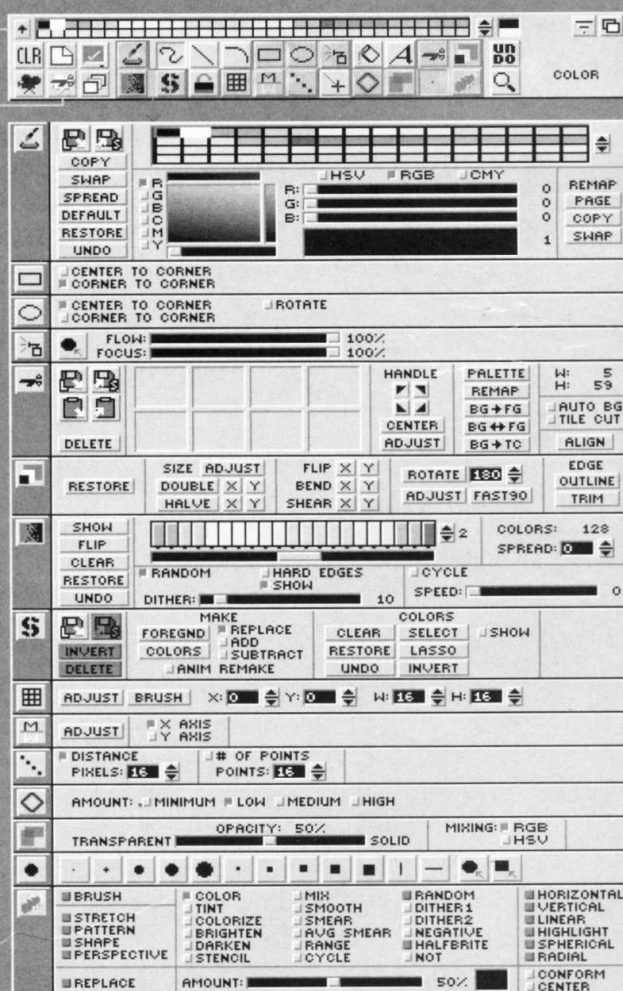 CLR
A
UN
DO
COLOR
S
M
COPY
SWAP
SPREAD
DEFAULT
RESTORE
UNDO
R
G
B
C
M
Y
HSV RGB CMY
R: 0
G: 0
B: 0
1
REMAP
PAGE
COPY
SWAP
CENTER TO CORNER
CORNER TO CORNER
CENTER TO CORNER ROTATE
CORNER TO CORNER
FLOW: 100%
FOCUS: 100%
DELETE
HANDLE
CENTER
ADJUST
PALETTE
REMAP
BG→FG
BG↔FG
BG→TC
W: 5
H: 59
AUTO BG
TILE CUT
ALIGN
RESTORE
SIZE ADJUST
DOUBLE X Y
HALVE X Y
FLIP X Y
BEND X Y
SHEAR X Y
ROTATE 180
ADJUST FAST90
EDGE
OUTLINE
TRIM
SHOW
FLIP
CLEAR
RESTORE
UNDO
2
COLORS: 128
SPREAD: 0
RANDOM HARD EDGES
SHOW
DITHER: 10
CYCLE
SPEED: 0
S
INVERT
DELETE
MAKE
FOREGND REPLACE
COLORS ADD
SUBTRACT
ANIM REMAKE
COLORS
CLEAR SELECT SHOW
RESTORE LASSO
UNDO INVERT
ADJUST BRUSH X: 0 Y: 0 W: 16 H: 16
M
ADJUST X AXIS
Y AXIS
DISTANCE # OF POINTS
PIXELS: 16 POINTS: 16
AMOUNT: MINIMUM LOW MEDIUM HIGH
OPACITY: 50%
TRANSPARENT SOLID
MIXING: RGB
HSV
BRUSH
STRETCH
PATTERN
SHAPE
PERSPECTIVE
COLOR
TINT
COLORIZE
BRIGHTEN
DARKEN
STENCIL
MIX
SMOOTH
SMEAR
AVG SMEAR
RANGE
CYCLE
RANDOM
DITHER1
DITHER2
NEGATIVE
HALFBRITE
NOT
HORIZONTAL
VERTICAL
LINEAR
HIGHLIGHT
SPHERICAL
RADIAL
REPLACE AMOUNT: 50%
CONFORM
CENTER